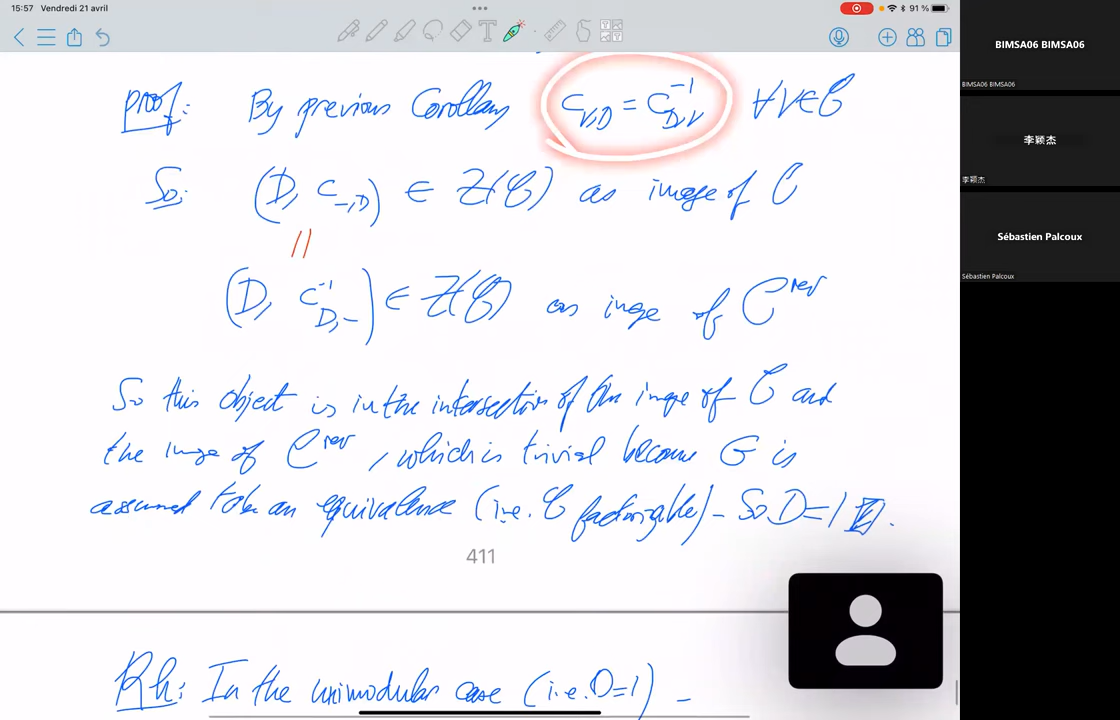 15:57 Vendredi 21 avril
91 %
proof: By previous Corollary c_{V,D} = c_{D,V}^{-1} ∀V∈C
So: (D, c_{-,D}) ∈ Z(C) as image of C
//
(D, c_{D,-}^{-1}) ∈ Z(C) as image of C^{rev}
So this object is in the intersection of the image of C and
the image of C^{rev}, which is trivial because G is
assumed to be an equivalence (i.e. C factorizable) - So D=1
411
Rk: In the unimodular case (i.e. D=1) -
BIMSA06 BIMSA06
BIMSA06 BIMSA06
李颖杰
李颖杰
Sébastien Palcoux
Sébastien Palcoux